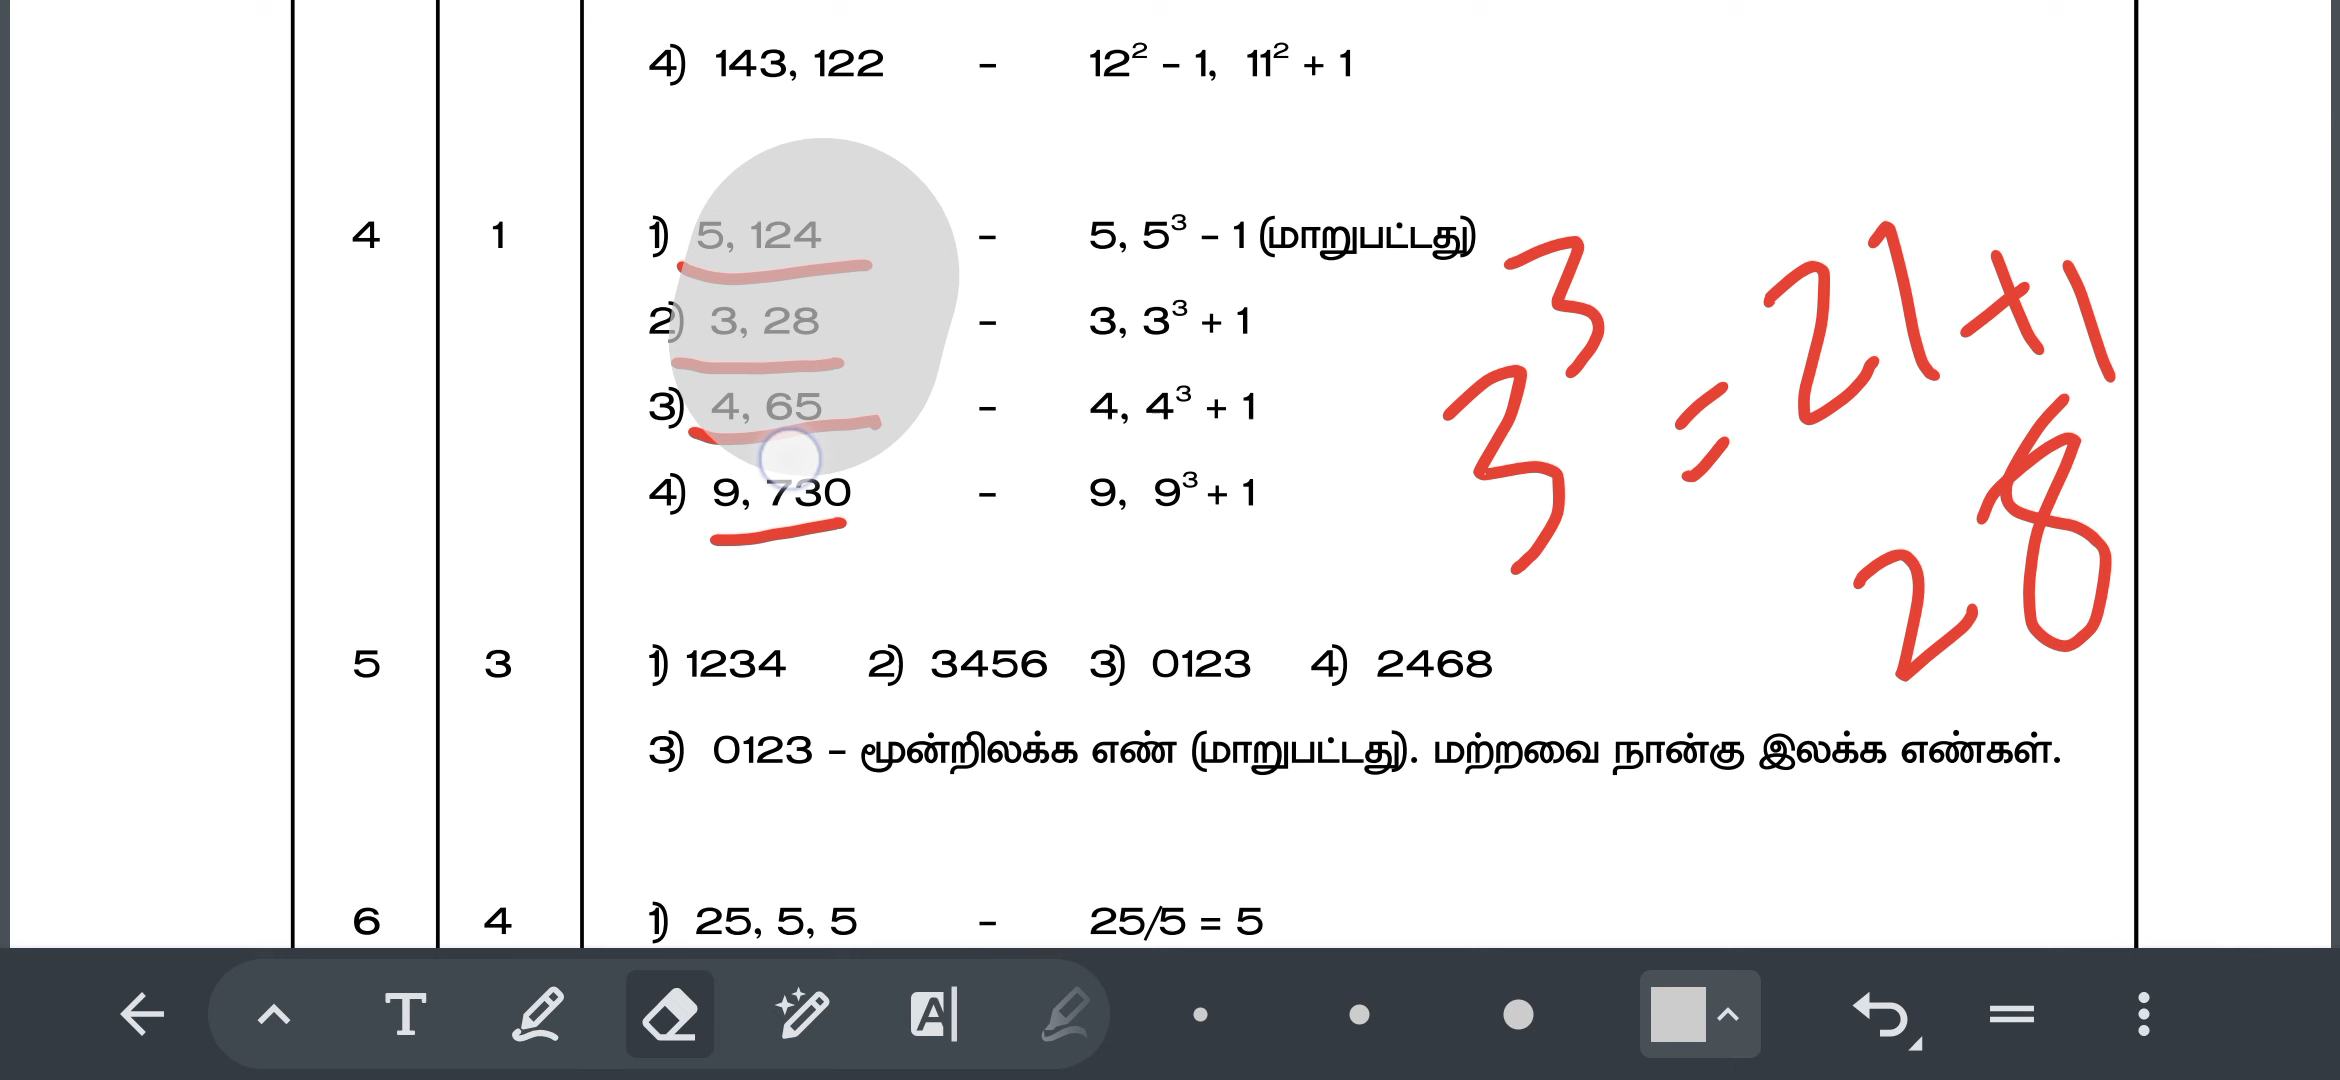 4) 143, 122 – 12² – 1, 11² + 1
4 1 1) 5, 124 – 5, 5³ – 1 (மாறுபட்டது)
2) 3, 28 – 3, 3³ + 1
3) 4, 65 – 4, 4³ + 1
4) 9, 730 – 9, 9³ + 1
3³ = 27 + 1
28
5 3 1) 1234 2) 3456 3) 0123 4) 2468
3) 0123 – மூன்றிலக்க எண் (மாறுபட்டது). மற்றவை நான்கு இலக்க எண்கள்.
6 4 1) 25, 5, 5 – 25/5 = 5
T
A